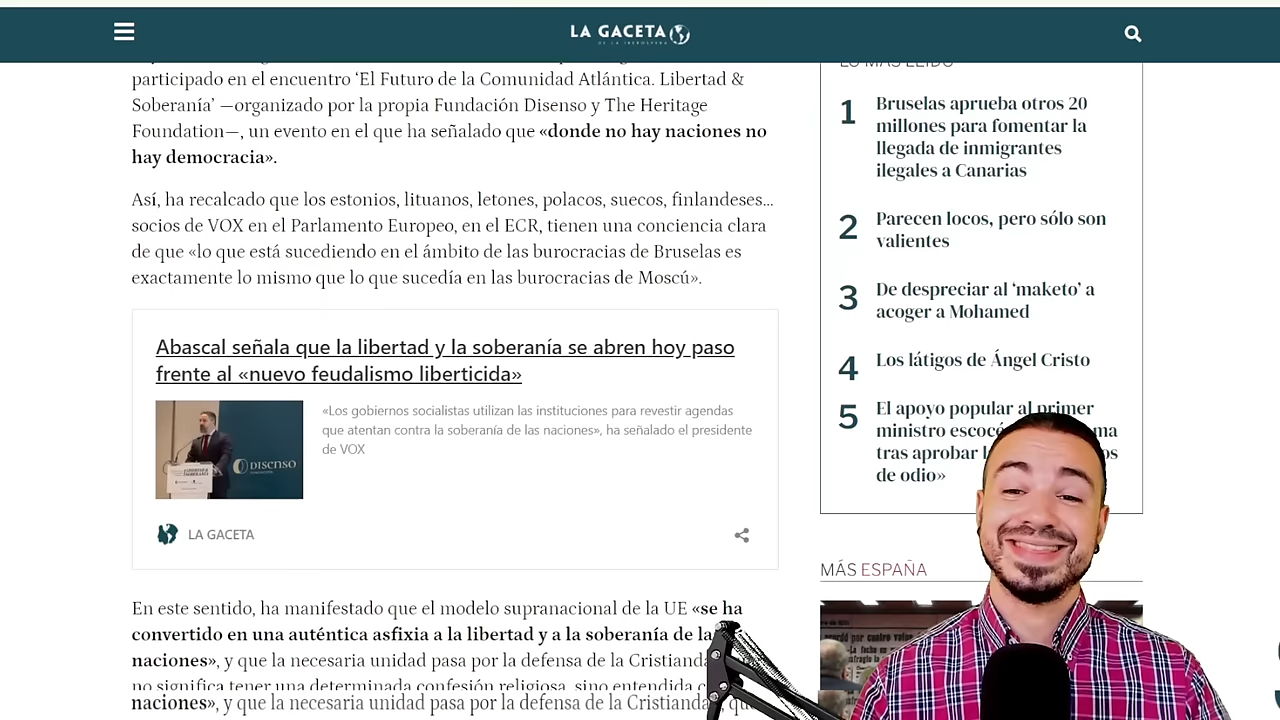 LA GACETA
DE LA IBEROSFERA
participado en el encuentro ‘El Futuro de la Comunidad Atlántica. Libertad &
Soberanía’ —organizado por la propia Fundación Disenso y The Heritage
Foundation—, un evento en el que ha señalado que «donde no hay naciones no
hay democracia».
Así, ha recalcado que los estonios, lituanos, letones, polacos, suecos, finlandeses...
socios de VOX en el Parlamento Europeo, en el ECR, tienen una conciencia clara
de que «lo que está sucediendo en el ámbito de las burocracias de Bruselas es
exactamente lo mismo que lo que sucedía en las burocracias de Moscú».
Abascal señala que la libertad y la soberanía se abren hoy paso
frente al «nuevo feudalismo liberticida»
«Los gobiernos socialistas utilizan las instituciones para revestir agendas
que atentan contra la soberanía de las naciones», ha señalado el presidente
de VOX
DISENSO
LA GACETA
En este sentido, ha manifestado que el modelo supranacional de la UE «se ha
convertido en una auténtica asfixia a la libertad y a la soberanía de la
naciones», y que la necesaria unidad pasa por la defensa de la Cristianda
no significa tener una determinada confesión religiosa, sino entendida
naciones», y que la necesaria unidad pasa por la defensa de la Cristianda
LO MÁS LEÍDO
1 Bruselas aprueba otros 20
millones para fomentar la
llegada de inmigrantes
ilegales a Canarias
2 Parecen locos, pero sólo son
valientes
3 De despreciar al ‘maketo’ a
acoger a Mohamed
4 Los látigos de Ángel Cristo
5 El apoyo popular al primer
ministro escocé ma
tras aprobar l os
de odio»
MÁS ESPAÑA